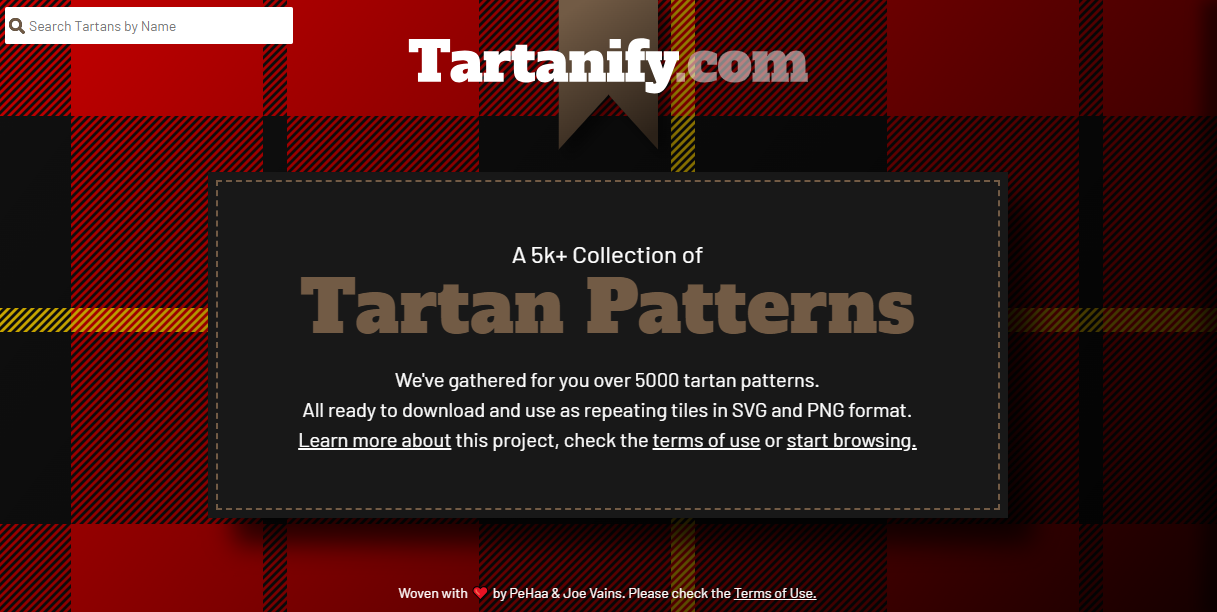 Search Tartans by Name
Tartanify.com
A 5k+ Collection of
Tartan Patterns
We've gathered for you over 5000 tartan patterns.
All ready to download and use as repeating tiles in SVG and PNG format.
Learn more about this project, check the terms of use or start browsing.
Woven with ❤ by PeHaa & Joe Vains. Please check the Terms of Use.